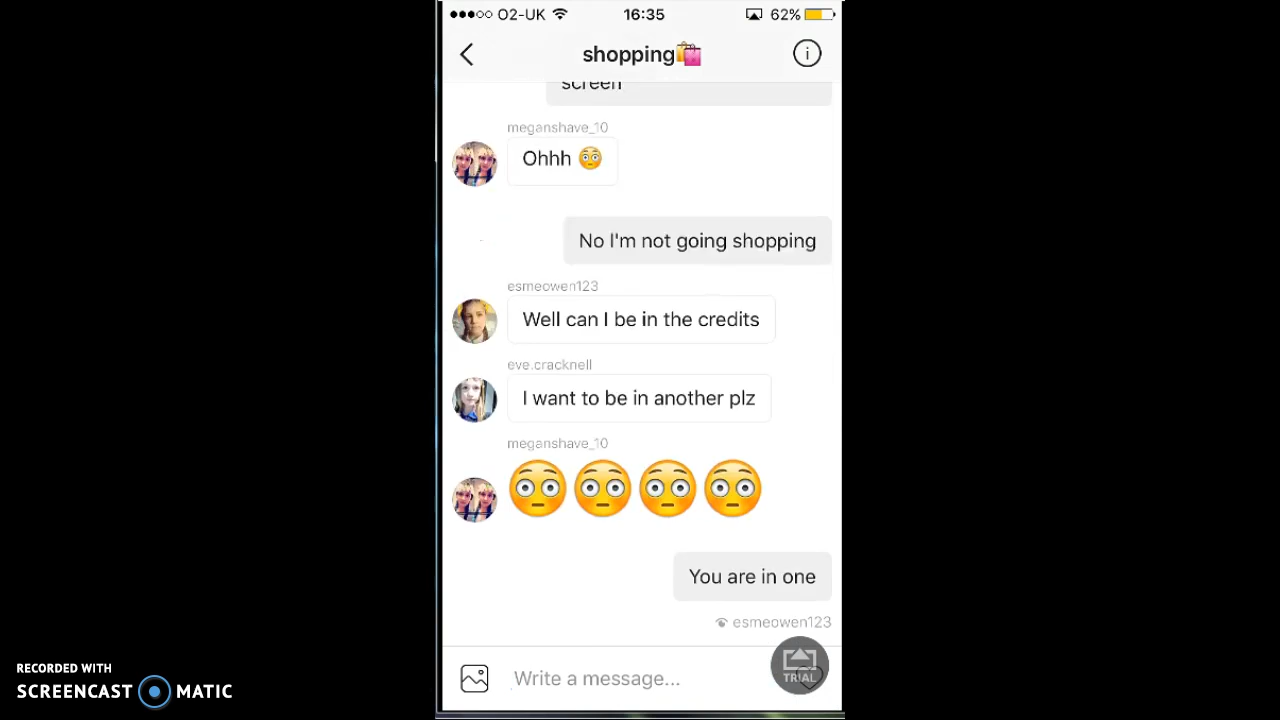 O2-UK 16:35 62%
shopping
screen
meganshave_10
Ohhh 😳
No I'm not going shopping
esmeowen123
Well can I be in the credits
eve.cracknell
I want to be in another plz
meganshave_10
😳😳😳😳
You are in one
esmeowen123
Write a message...
TRIAL
RECORDED WITH
SCREENCAST MATIC